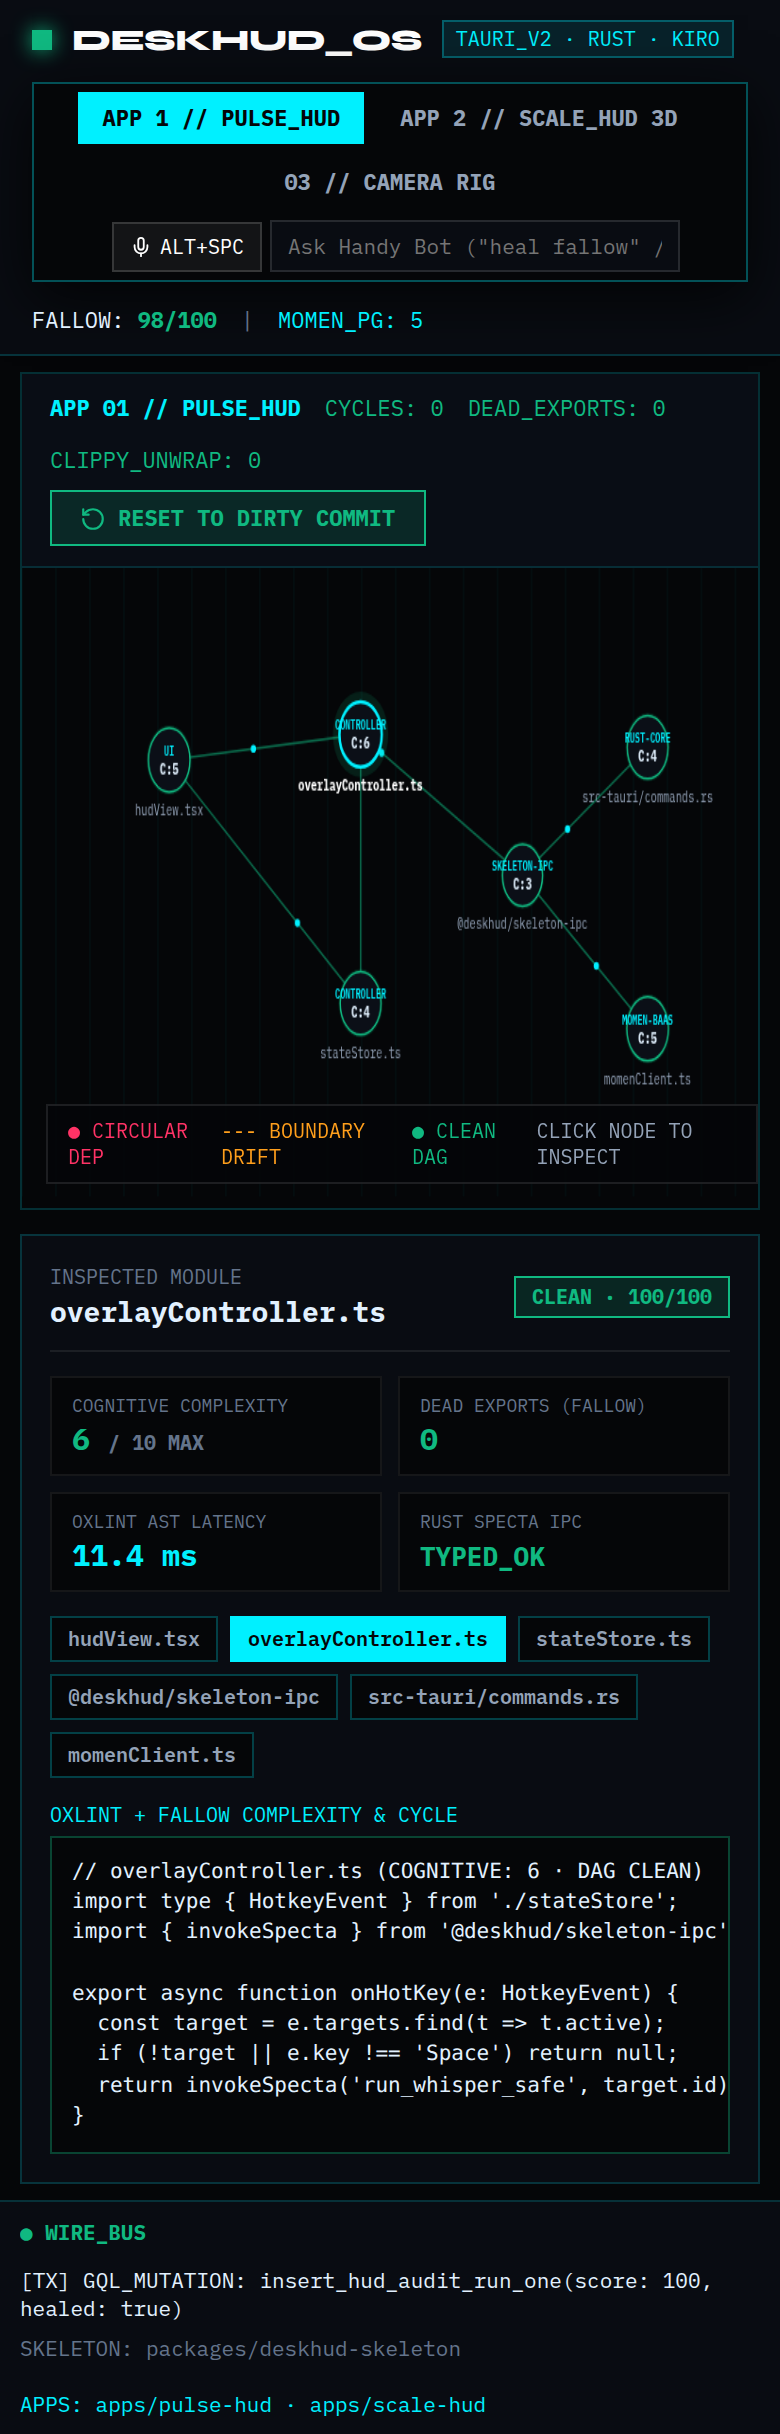 DESKHUD_OS
TAURI_V2 · RUST · KIRO
APP 1 // PULSE_HUD
APP 2 // SCALE_HUD 3D
03 // CAMERA RIG
ALT+SPC
Ask Handy Bot ("heal fallow" /
FALLOW: 98/100 | MOMEN_PG: 5
APP 01 // PULSE_HUD CYCLES: 0 DEAD_EXPORTS: 0
CLIPPY_UNWRAP: 0
RESET TO DIRTY COMMIT
CONTROLLER
C:6
overlayController.ts
UI
C:5
hudView.tsx
RUST-CORE
C:4
src-tauri/commands.rs
SKELETON-IPC
C:3
@deskhud/skeleton-ipc
CONTROLLER
C:4
stateStore.ts
MOMEN-BAAS
C:5
momenClient.ts
● CIRCULAR DEP
--- BOUNDARY DRIFT
● CLEAN DAG
CLICK NODE TO INSPECT
INSPECTED MODULE
overlayController.ts
CLEAN · 100/100
COGNITIVE COMPLEXITY
6 / 10 MAX
DEAD EXPORTS (FALLOW)
0
OXLINT AST LATENCY
11.4 ms
RUST SPECTA IPC
TYPED_OK
hudView.tsx
overlayController.ts
stateStore.ts
@deskhud/skeleton-ipc
src-tauri/commands.rs
momenClient.ts
OXLINT + FALLOW COMPLEXITY & CYCLE
// overlayController.ts (COGNITIVE: 6 · DAG CLEAN)
import type { HotkeyEvent } from './stateStore';
import { invokeSpecta } from '@deskhud/skeleton-ipc'
export async function onHotKey(e: HotkeyEvent) {
  const target = e.targets.find(t => t.active);
  if (!target || e.key !== 'Space') return null;
  return invokeSpecta('run_whisper_safe', target.id)
}
● WIRE_BUS
[TX] GQL_MUTATION: insert_hud_audit_run_one(score: 100,
healed: true)
SKELETON: packages/deskhud-skeleton
APPS: apps/pulse-hud · apps/scale-hud